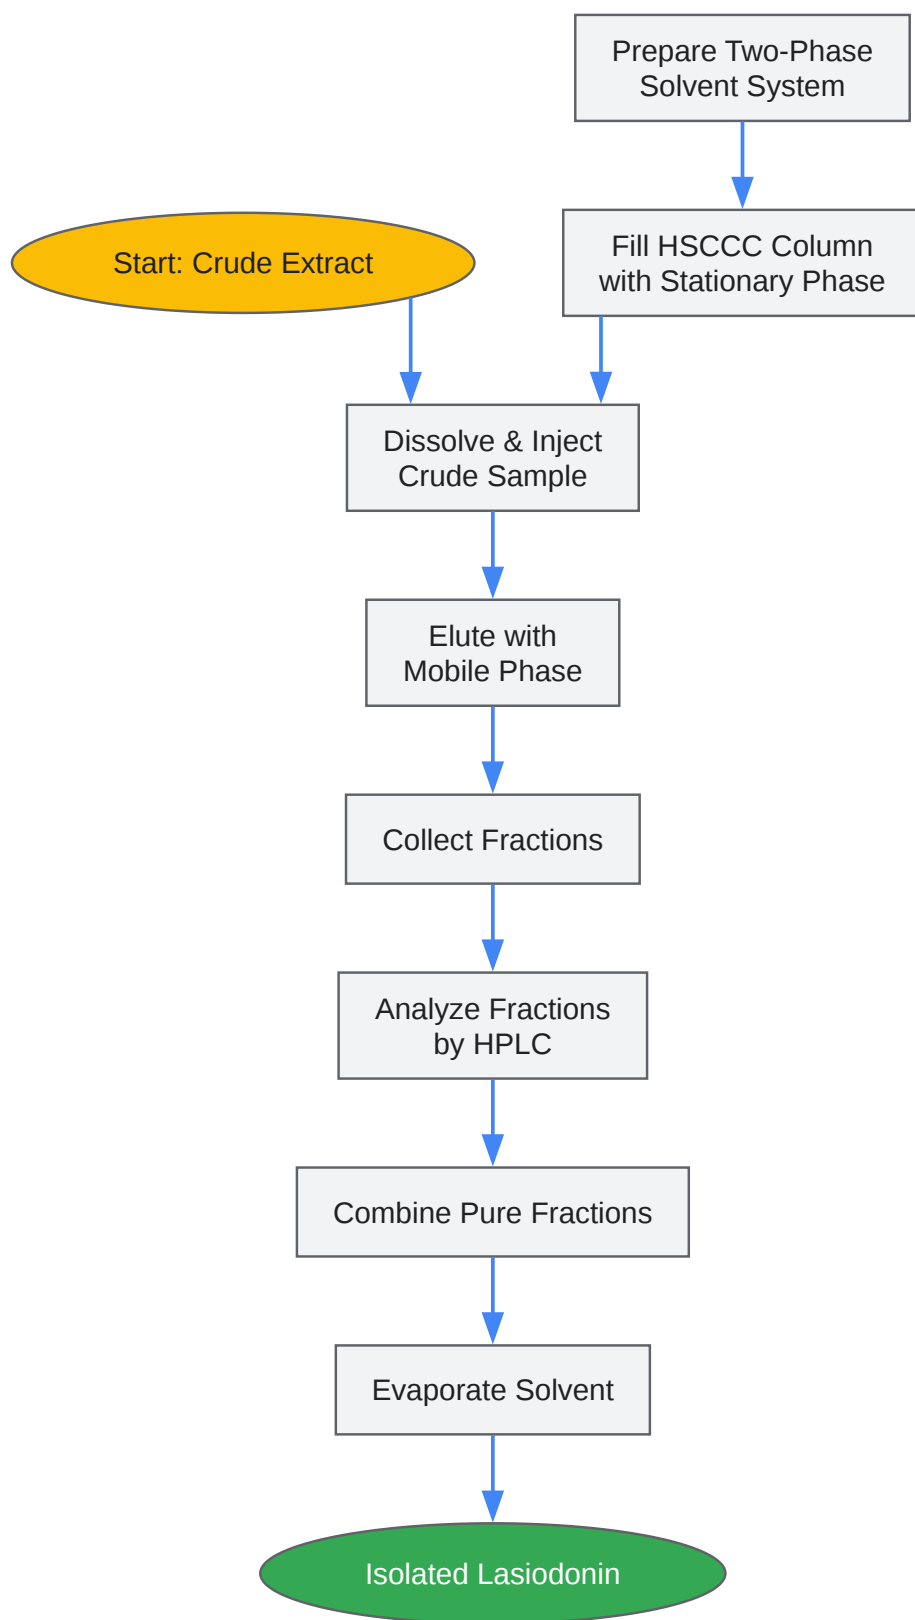 Prepare Two-Phase
Solvent System
Start: Crude Extract
Fill HSCCC Column
with Stationary Phase
Dissolve & Inject
Crude Sample
Elute with
Mobile Phase
Collect Fractions
Analyze Fractions
by HPLC
Combine Pure Fractions
Evaporate Solvent
Isolated Lasiodonin